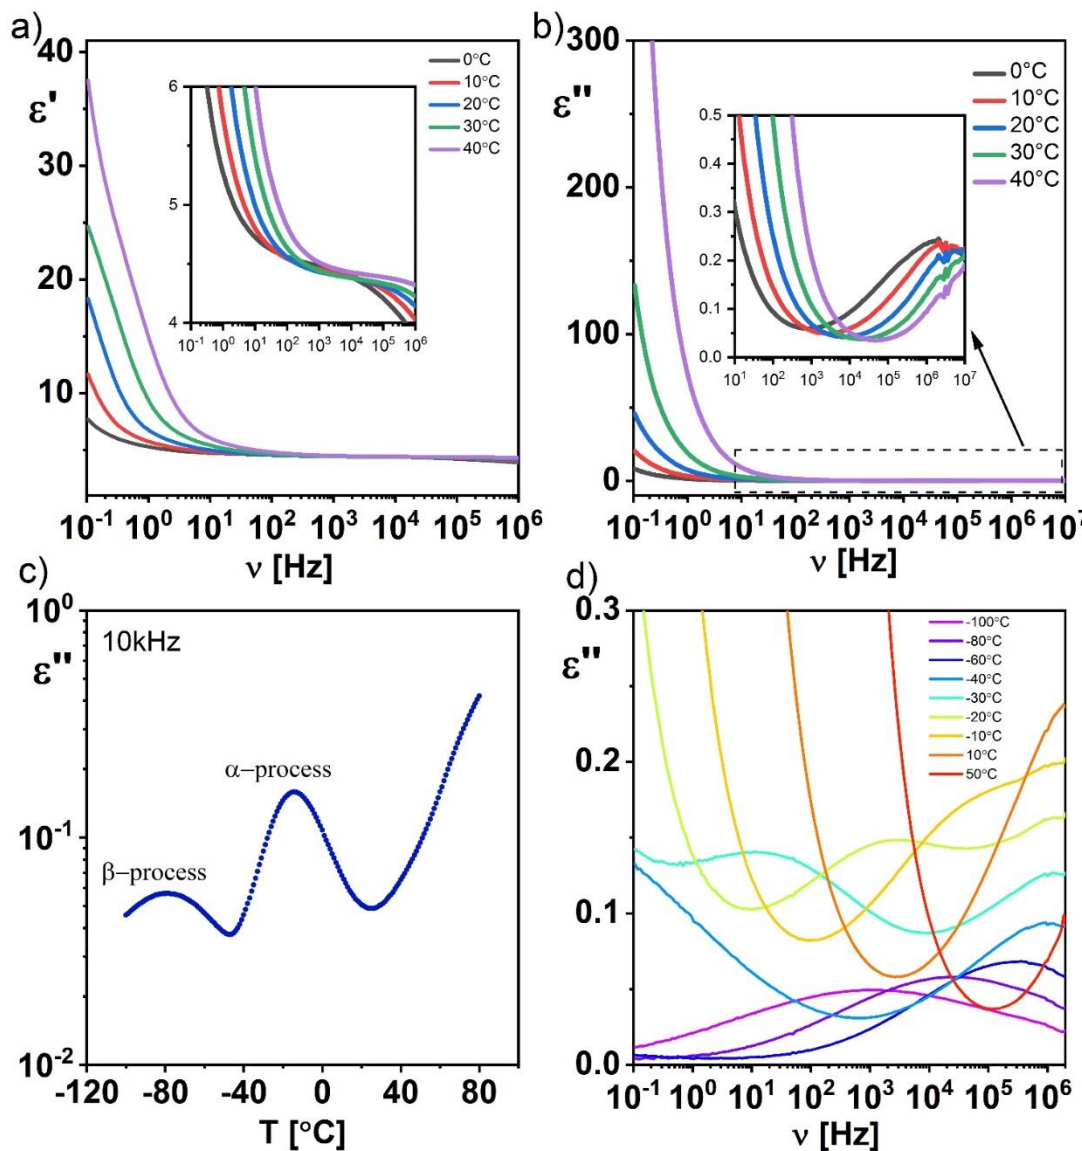 a)
ε'
40
30
20
10
10⁻¹ 10⁰ 10¹ 10² 10³ 10⁴ 10⁵ 10⁶
ν [Hz]
0°C
10°C
20°C
30°C
40°C
6
5
4
10⁻¹ 10⁰ 10¹ 10² 10³ 10⁴ 10⁵ 10⁶
b)
ε''
300
200
100
0
10⁻¹ 10⁰ 10¹ 10² 10³ 10⁴ 10⁵ 10⁶ 10⁷
ν [Hz]
0°C
10°C
20°C
30°C
40°C
0.5
0.4
0.3
0.2
0.1
0.0
10¹ 10² 10³ 10⁴ 10⁵ 10⁶ 10⁷
c)
10kHz
ε''
10⁰
10⁻¹
10⁻²
α−process
β−process
-120 -80 -40 0 40 80
T [°C]
d)
ε''
0.3
0.2
0.1
0.0
-100°C
-80°C
-60°C
-40°C
-30°C
-20°C
-10°C
10°C
50°C
10⁻¹ 10⁰ 10¹ 10² 10³ 10⁴ 10⁵ 10⁶
ν [Hz]